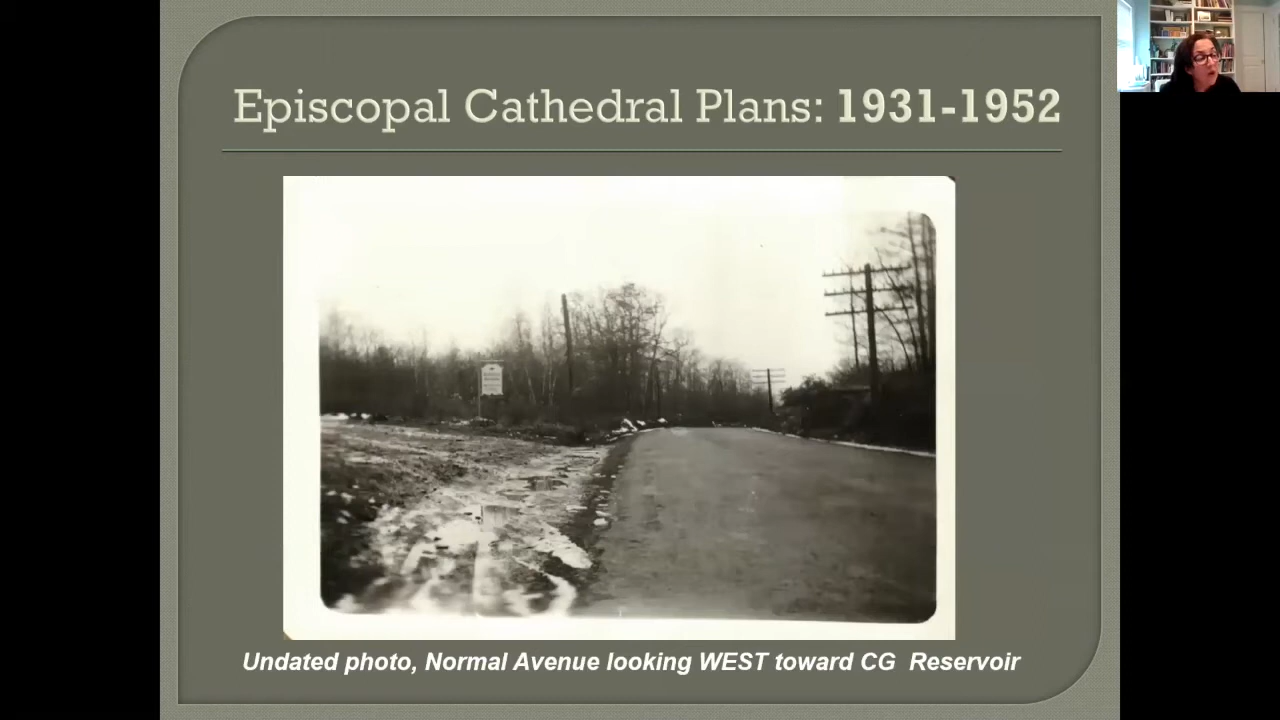 Episcopal Cathedral Plans: 1931-1952
Undated photo, Normal Avenue looking WEST toward CG Reservoir